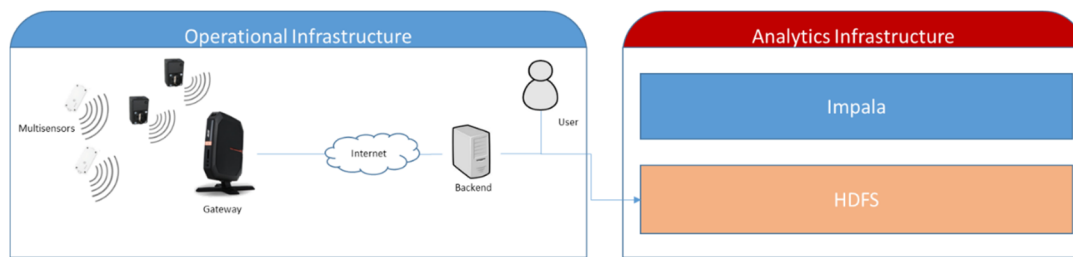 Operational Infrastructure
Multisensors
Gateway
Internet
Backend
User
Analytics Infrastructure
Impala
HDFS